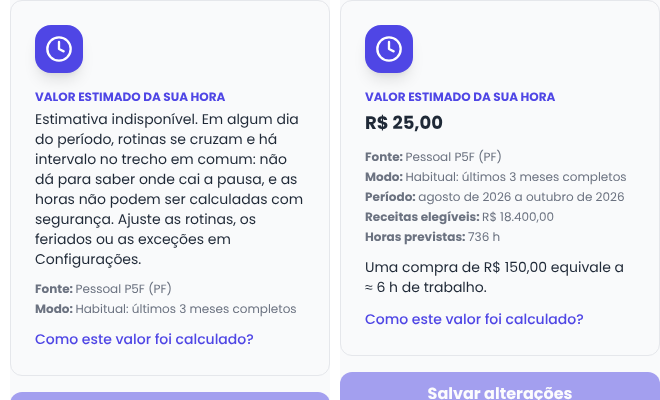 VALOR ESTIMADO DA SUA HORA
Estimativa indisponível. Em algum dia
do período, rotinas se cruzam e há
intervalo no trecho em comum: não
dá para saber onde cai a pausa, e as
horas não podem ser calculadas com
segurança. Ajuste as rotinas, os
feriados ou as exceções em
Configurações.
Fonte: Pessoal P5F (PF)
Modo: Habitual: últimos 3 meses completos
Como este valor foi calculado?
VALOR ESTIMADO DA SUA HORA
R$ 25,00
Fonte: Pessoal P5F (PF)
Modo: Habitual: últimos 3 meses completos
Período: agosto de 2026 a outubro de 2026
Receitas elegíveis: R$ 18.400,00
Horas previstas: 736 h
Uma compra de R$ 150,00 equivale a
≈ 6 h de trabalho.
Como este valor foi calculado?
Salvar alterações